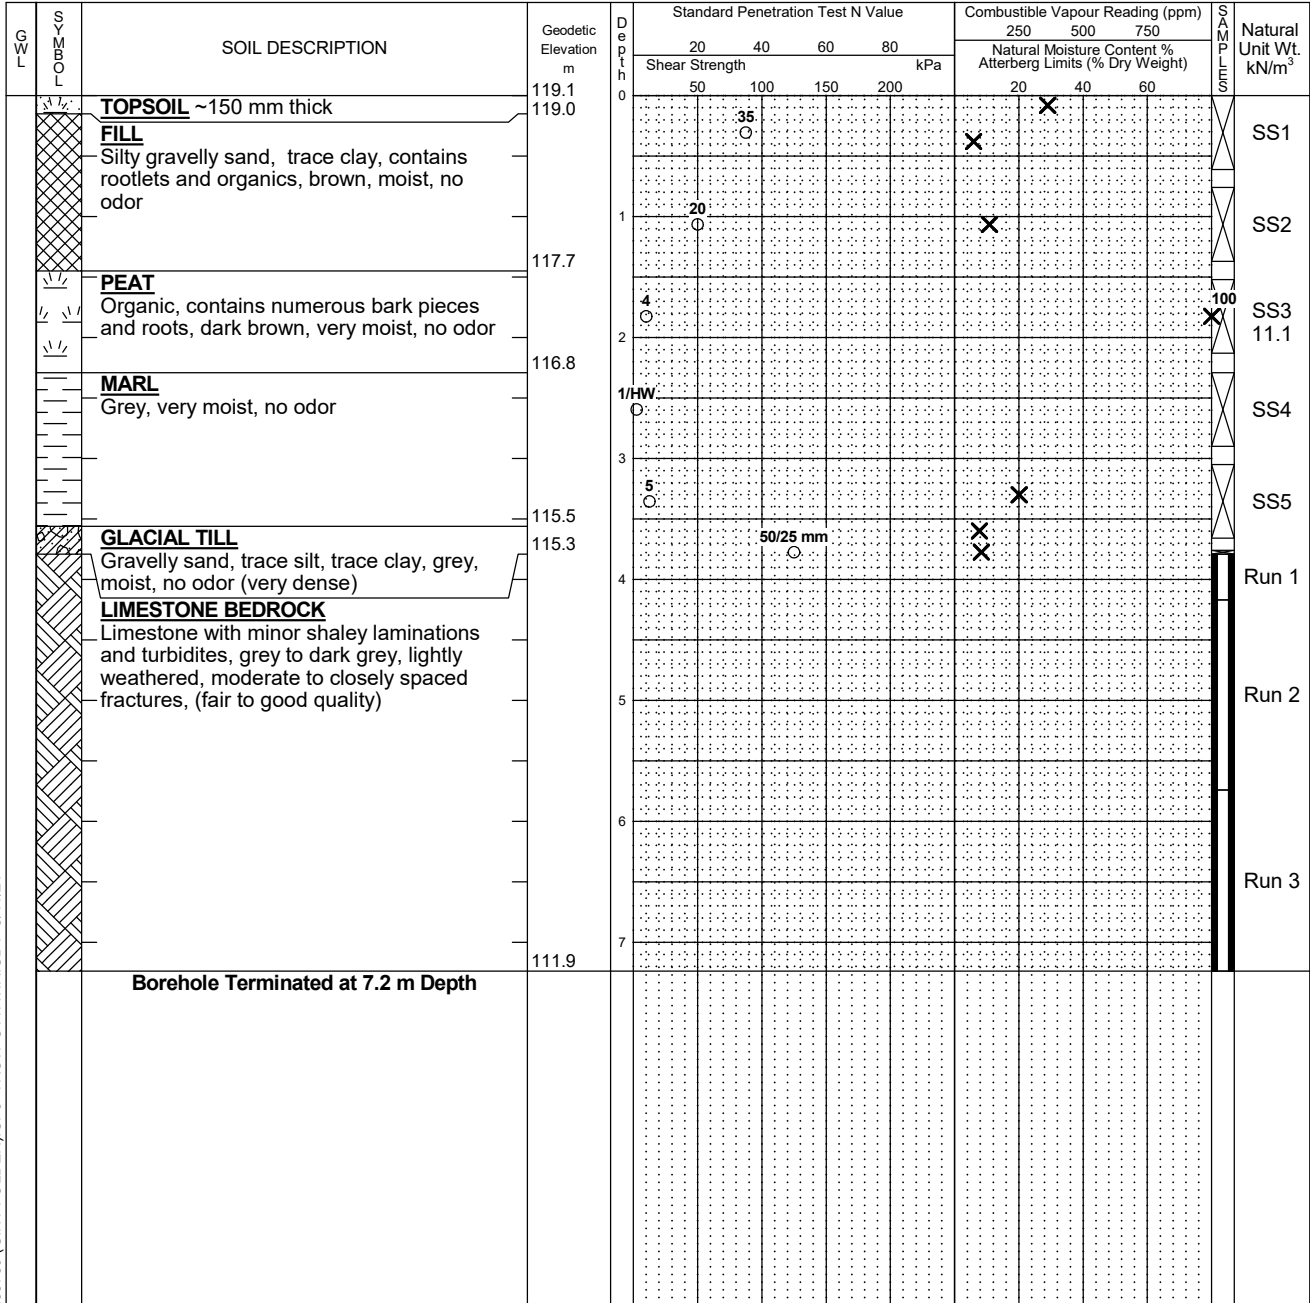 GWL
SYMBOL
SOIL DESCRIPTION
Geodetic
Elevation
m
Depth
Standard Penetration Test N Value
20 40 60 80
Shear Strength kPa
50 100 150 200
Combustible Vapour Reading (ppm)
250 500 750
Natural Moisture Content %
Atterberg Limits (% Dry Weight)
20 40 60
SAMPLES
Natural
Unit Wt.
kN/m³
119.1
0
TOPSOIL ~150 mm thick
119.0
FILL
Silty gravelly sand, trace clay, contains
rootlets and organics, brown, moist, no
odor
35
SS1
20
1
SS2
117.7
PEAT
Organic, contains numerous bark pieces
and roots, dark brown, very moist, no odor
4
100
SS3
11.1
2
116.8
MARL
Grey, very moist, no odor
1/HW
SS4
3
5
SS5
115.5
GLACIAL TILL
115.3
Gravelly sand, trace silt, trace clay, grey,
moist, no odor (very dense)
50/25 mm
4
Run 1
LIMESTONE BEDROCK
Limestone with minor shaley laminations
and turbidites, grey to dark grey, lightly
weathered, moderate to closely spaced
fractures, (fair to good quality)
5
Run 2
6
Run 3
7
111.9
Borehole Terminated at 7.2 m Depth